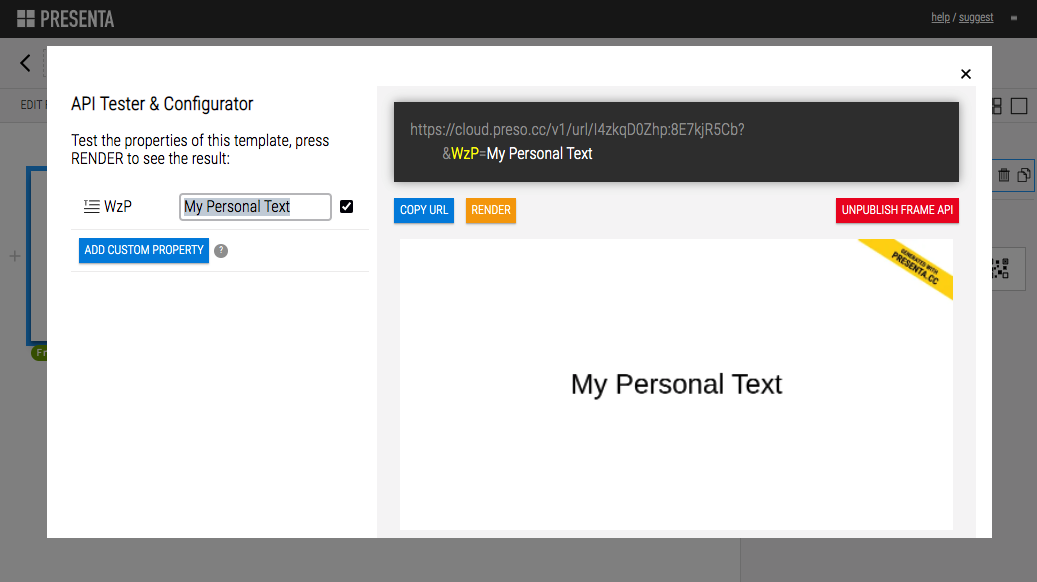 PRESENTA
help / suggest
EDIT
API Tester & Configurator
Test the properties of this template, press
RENDER to see the result:
WzP
My Personal Text
ADD CUSTOM PROPERTY
?
https://cloud.preso.cc/v1/url/I4zkqD0Zhp:8E7kjR5Cb?
&WzP=My Personal Text
COPY URL
RENDER
UNPUBLISH FRAME API
GENERATED WITH
PRESENTA.CC
My Personal Text
Fr